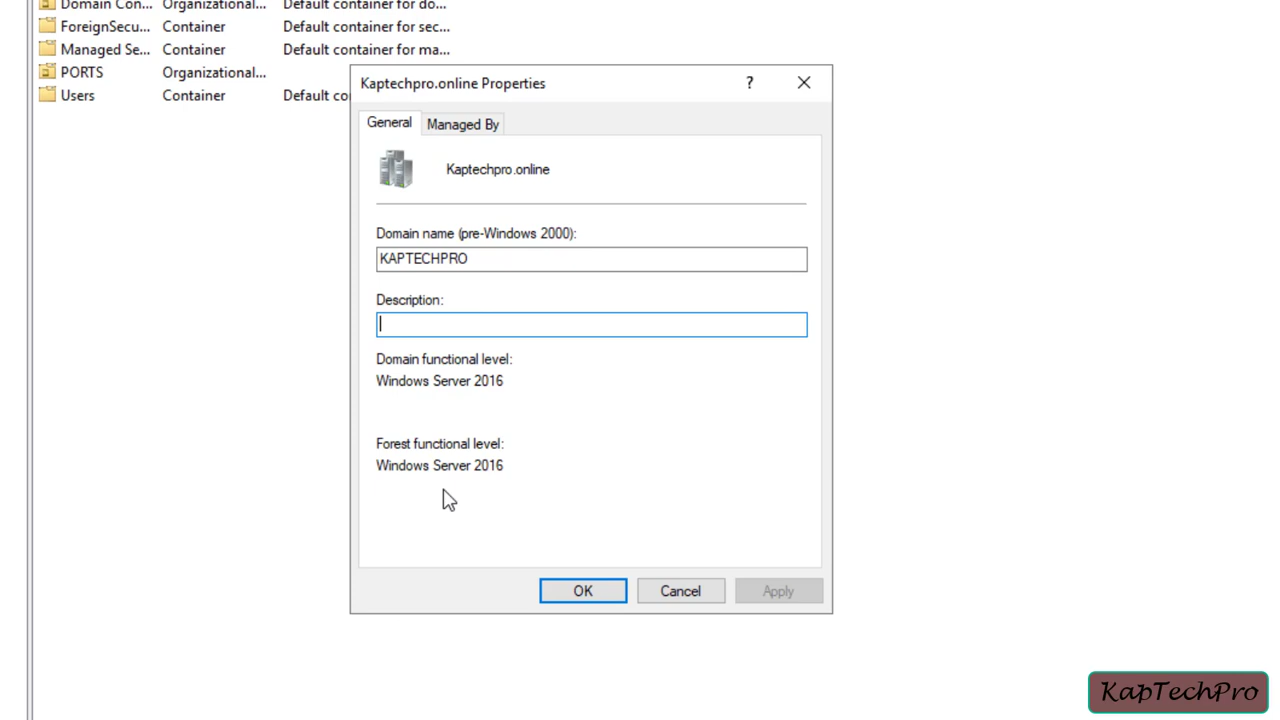 Domain Con... Organizational... Default container for do...
ForeignSecu... Container Default container for sec...
Managed Se... Container Default container for ma...
PORTS Organizational...
Users Container Default co
Kaptechpro.online Properties ?
General Managed By
Kaptechpro.online
Domain name (pre-Windows 2000):
KAPTECHPRO
Description:
Domain functional level:
Windows Server 2016
Forest functional level:
Windows Server 2016
OK Cancel Apply
KapTechPro